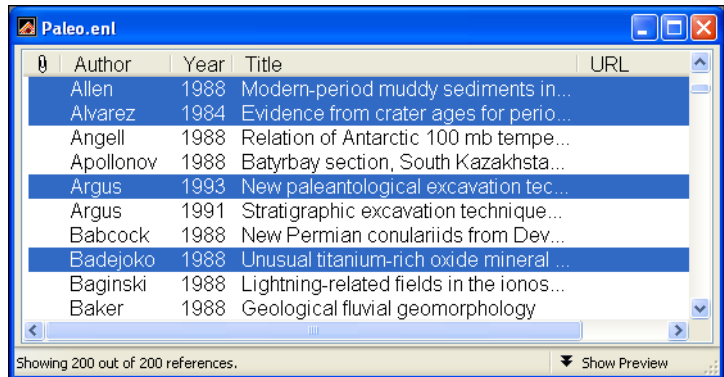 Paleo.enl
Author Year Title URL
Allen 1988 Modern-period muddy sediments in...
Alvarez 1984 Evidence from crater ages for perio...
Angell 1988 Relation of Antarctic 100 mb tempe...
Apollonov 1988 Batyrbay section, South Kazakhsta...
Argus 1993 New paleantological excavation tec...
Argus 1991 Stratigraphic excavation technique...
Babcock 1988 New Permian conulariids from Dev...
Badejoko 1988 Unusual titanium-rich oxide mineral ...
Baginski 1988 Lightning-related fields in the ionos...
Baker 1988 Geological fluvial geomorphology
Showing 200 out of 200 references. Show Preview